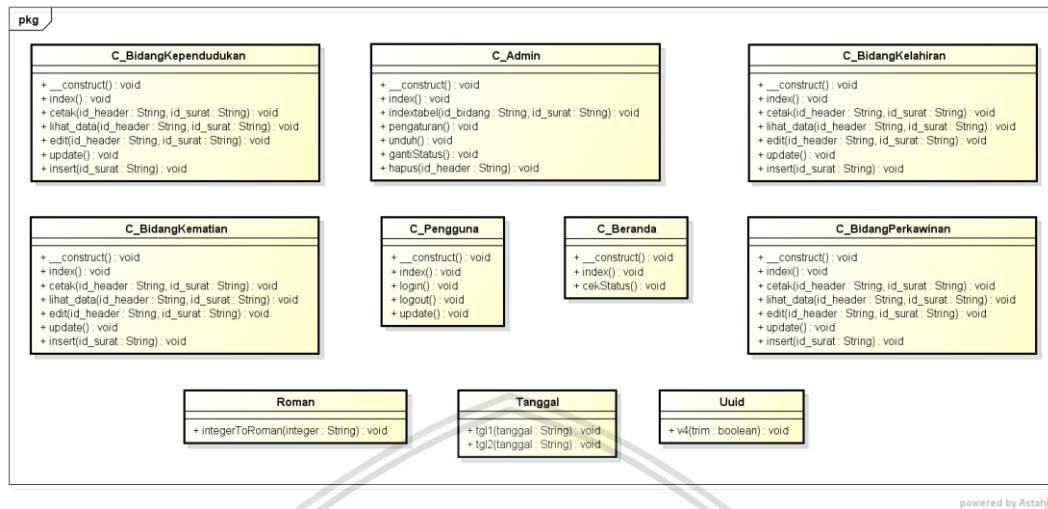 pkg
C_BidangKependudukan
+ __construct() : void
+ index() : void
+ cetak(id_header : String, id_surat : String) : void
+ lihat_data(id_header : String, id_surat : String) : void
+ edit(id_header : String, id_surat : String) : void
+ update() : void
+ insert(id_surat : String) : void
C_Admin
+ __construct() : void
+ index() : void
+ indextabel(id_bidang : String, id_surat : String) : void
+ pengaturan() : void
+ unduh() : void
+ gantiStatus() : void
+ hapus(id_header : String) : void
C_BidangKelahiran
+ __construct() : void
+ index() : void
+ cetak(id_header : String, id_surat : String) : void
+ lihat_data(id_header : String, id_surat : String) : void
+ edit(id_header : String, id_surat : String) : void
+ update() : void
+ insert(id_surat : String) : void
C_BidangKematian
+ __construct() : void
+ index() : void
+ cetak(id_header : String, id_surat : String) : void
+ lihat_data(id_header : String, id_surat : String) : void
+ edit(id_header : String, id_surat : String) : void
+ update() : void
+ insert(id_surat : String) : void
C_Pengguna
+ __construct() : void
+ index() : void
+ login() : void
+ logout() : void
+ update() : void
C_Beranda
+ __construct() : void
+ index() : void
+ cekStatus() : void
C_BidangPerkawinan
+ __construct() : void
+ index() : void
+ cetak(id_header : String, id_surat : String) : void
+ lihat_data(id_header : String, id_surat : String) : void
+ edit(id_header : String, id_surat : String) : void
+ update() : void
+ insert(id_surat : String) : void
Roman
+ integerToRoman(integer : String) : void
Tanggal
+ tgl1(tanggal : String) : void
+ tgl2(tanggal : String) : void
Uuid
+ v4(trim : boolean) : void
powered by Astah